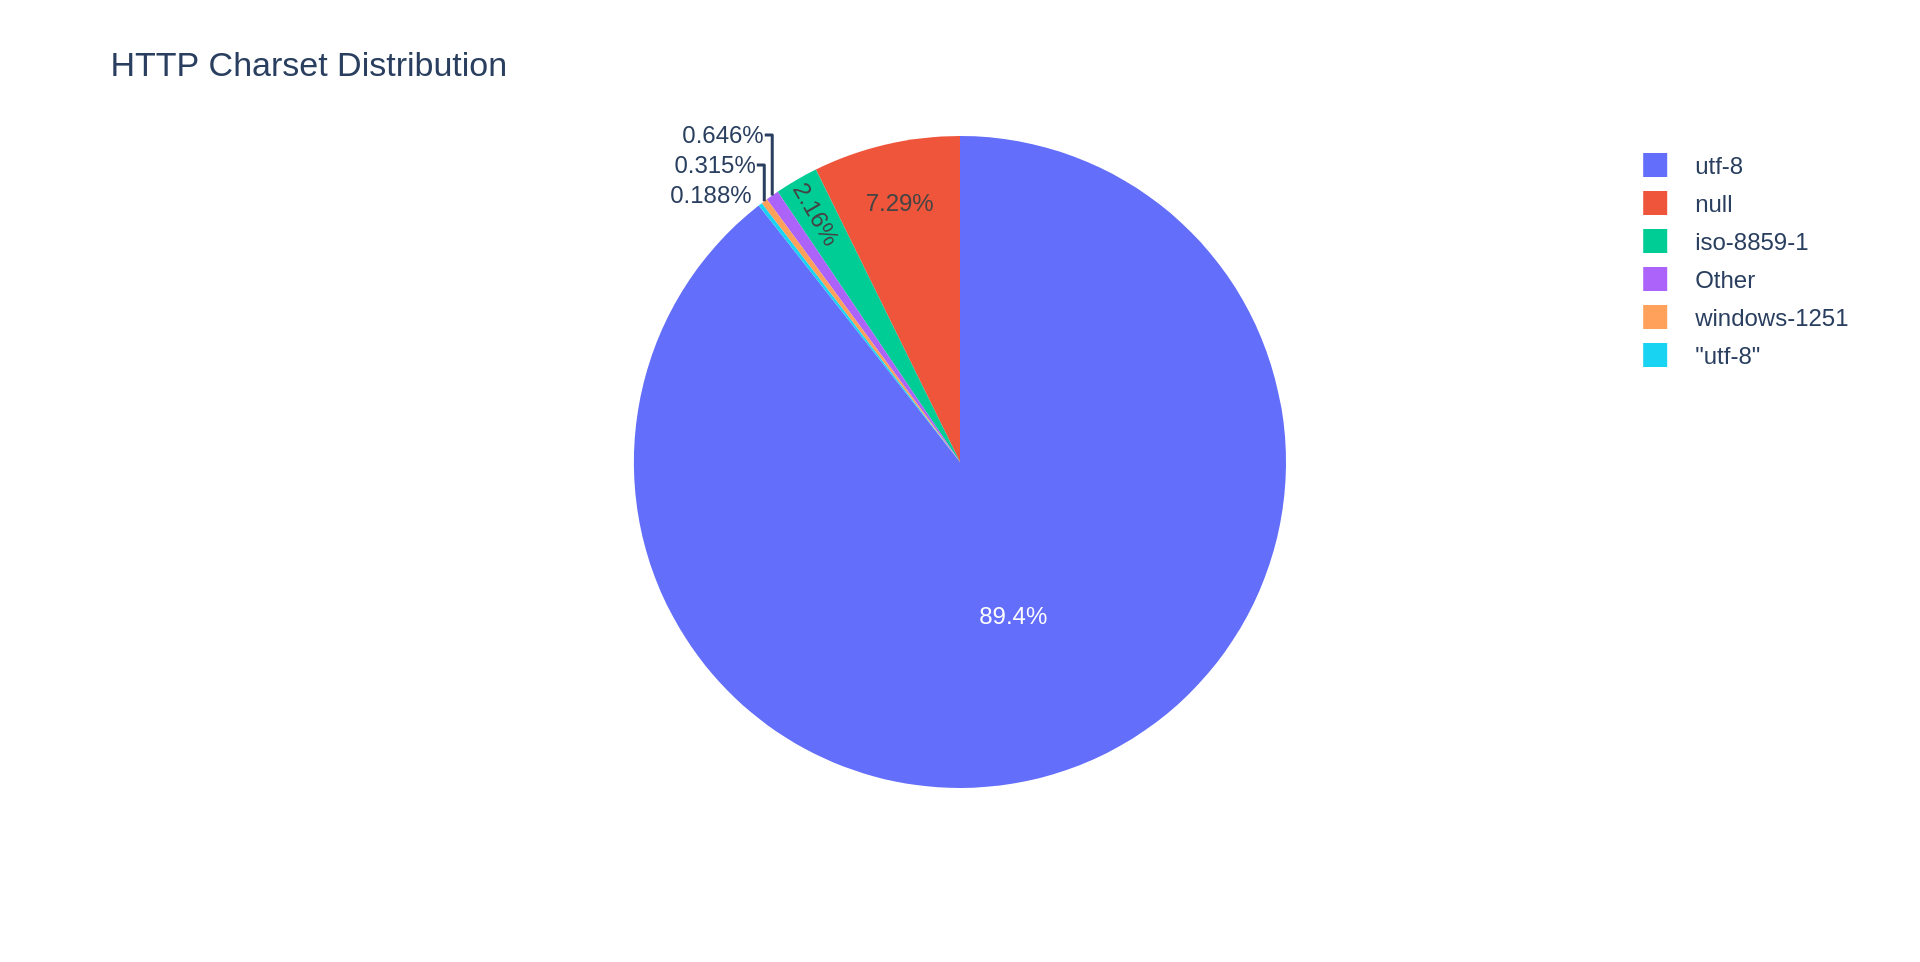 HTTP Charset Distribution
0.646%
0.315%
0.188%
2.16%
7.29%
89.4%
utf-8
null
iso-8859-1
Other
windows-1251
"utf-8"